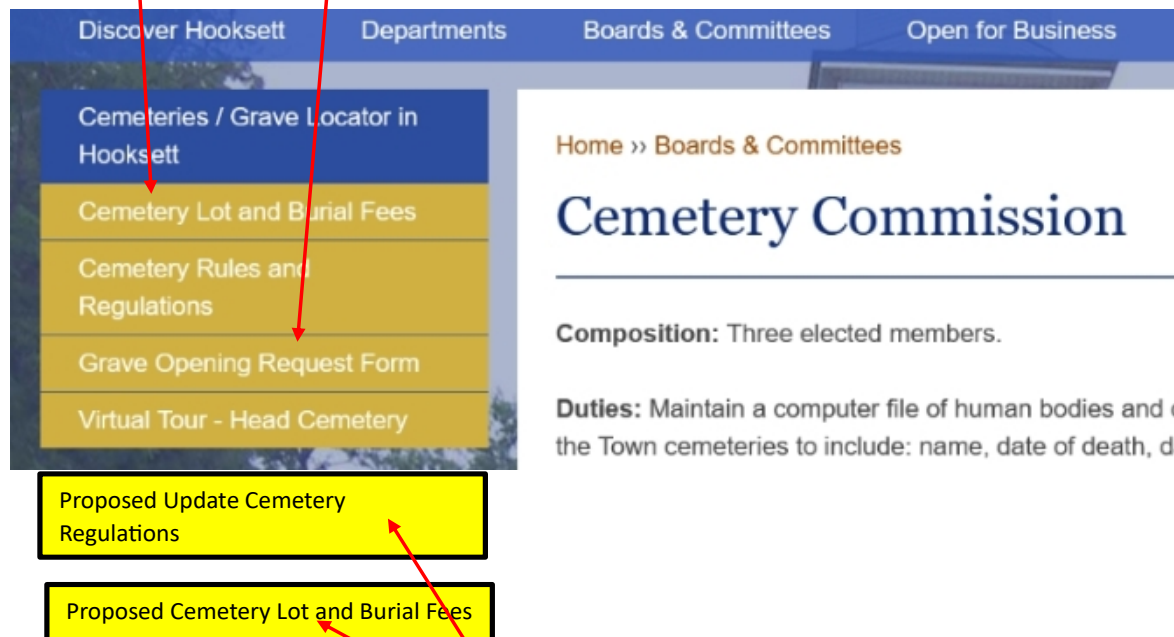 Discover Hooksett Departments Boards & Committees Open for Business
Cemeteries / Grave Locator in
Hooksett
Cemetery Lot and Burial Fees
Cemetery Rules and
Regulations
Grave Opening Request Form
Virtual Tour - Head Cemetery
Home ›› Boards & Committees
Cemetery Commission
Composition: Three elected members.
Duties: Maintain a computer file of human bodies and
the Town cemeteries to include: name, date of death,
Proposed Update Cemetery
Regulations
Proposed Cemetery Lot and Burial Fees